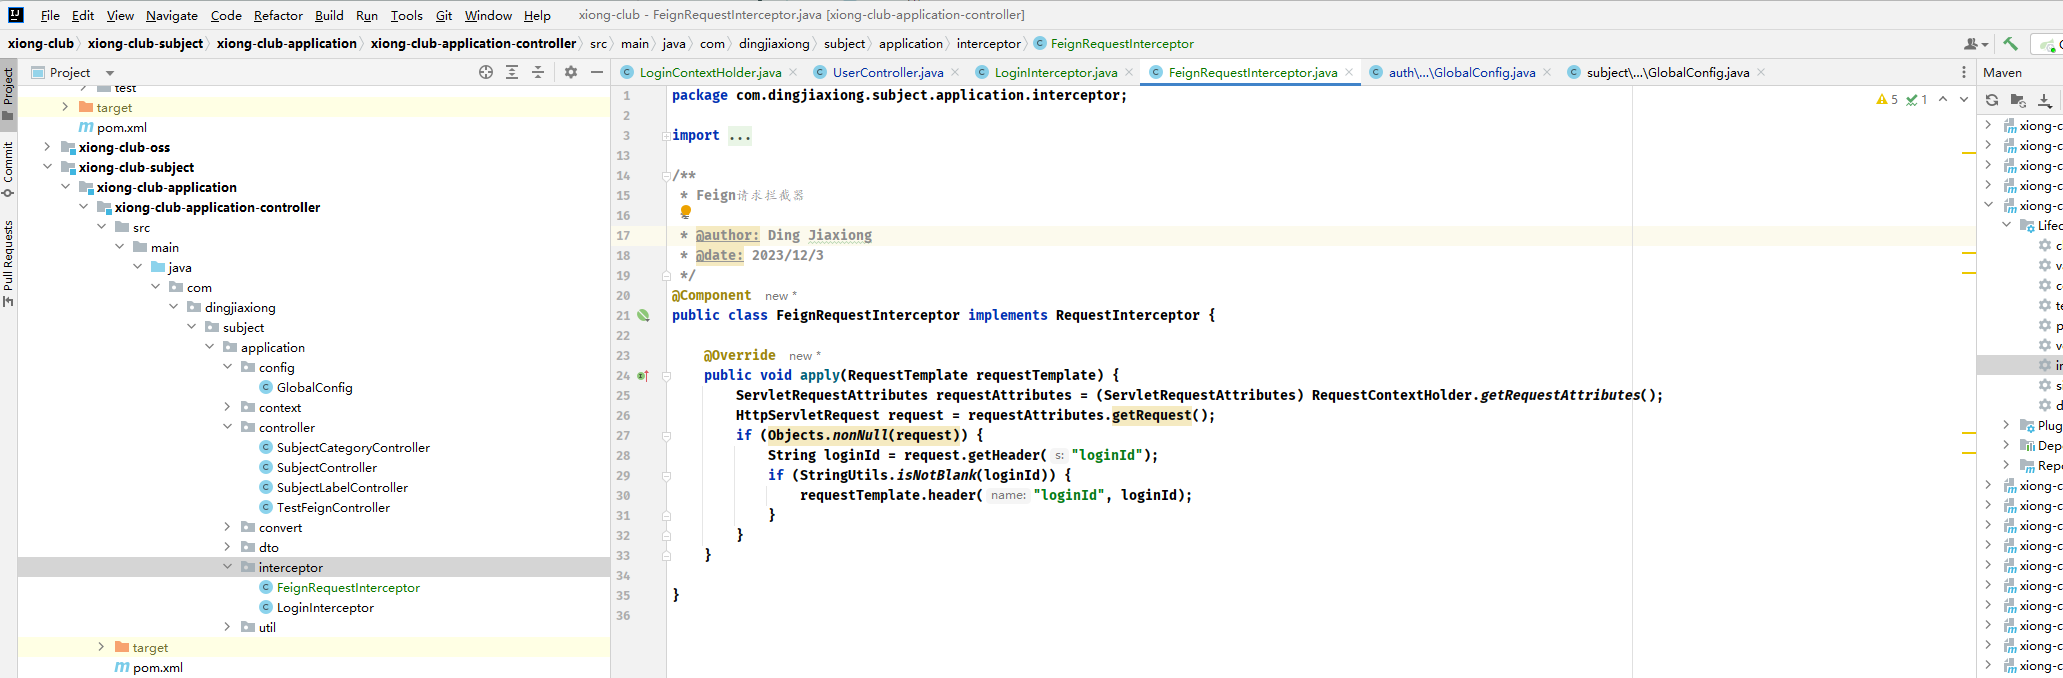 File Edit View Navigate Code Refactor Build Run Tools Git Window Help xiong-club - FeignRequestInterceptor.java [xiong-club-application-controller]
xiong-club xiong-club-subject xiong-club-application xiong-club-application-controller src main java com dingjiaxiong subject application interceptor FeignRequestInterceptor
Project
Commit
Pull Requests
Project
test
target
pom.xml
xiong-club-oss
xiong-club-subject
xiong-club-application
xiong-club-application-controller
src
main
java
com
dingjiaxiong
subject
application
config
GlobalConfig
context
controller
SubjectCategoryController
SubjectController
SubjectLabelController
TestFeignController
convert
dto
interceptor
FeignRequestInterceptor
LoginInterceptor
util
target
pom.xml
LoginContextHolder.java UserController.java LoginInterceptor.java FeignRequestInterceptor.java auth\...\GlobalConfig.java subject\...\GlobalConfig.java
5 1
1 package com.dingjiaxiong.subject.application.interceptor;
2
3 import ...
13
14 /**
15 * Feign请求拦截器
16
17 * @author: Ding Jiaxiong
18 * @date: 2023/12/3
19 */
20 @Component new *
21 public class FeignRequestInterceptor implements RequestInterceptor {
22
23 @Override new *
24 public void apply(RequestTemplate requestTemplate) {
25 ServletRequestAttributes requestAttributes = (ServletRequestAttributes) RequestContextHolder.getRequestAttributes();
26 HttpServletRequest request = requestAttributes.getRequest();
27 if (Objects.nonNull(request)) {
28 String loginId = request.getHeader( s: "loginId");
29 if (StringUtils.isNotBlank(loginId)) {
30 requestTemplate.header( name: "loginId", loginId);
31 }
32 }
33 }
34
35 }
36
Maven
xiong-c
xiong-c
xiong-c
xiong-c
xiong-c
Lifec
c
va
co
te
p
ve
in
si
d
Plug
Depe
Repo
xiong-c
xiong-c
xiong-c
xiong-c
xiong-c
xiong-c
xiong-c
xiong-c
xiong-c
xiong-c